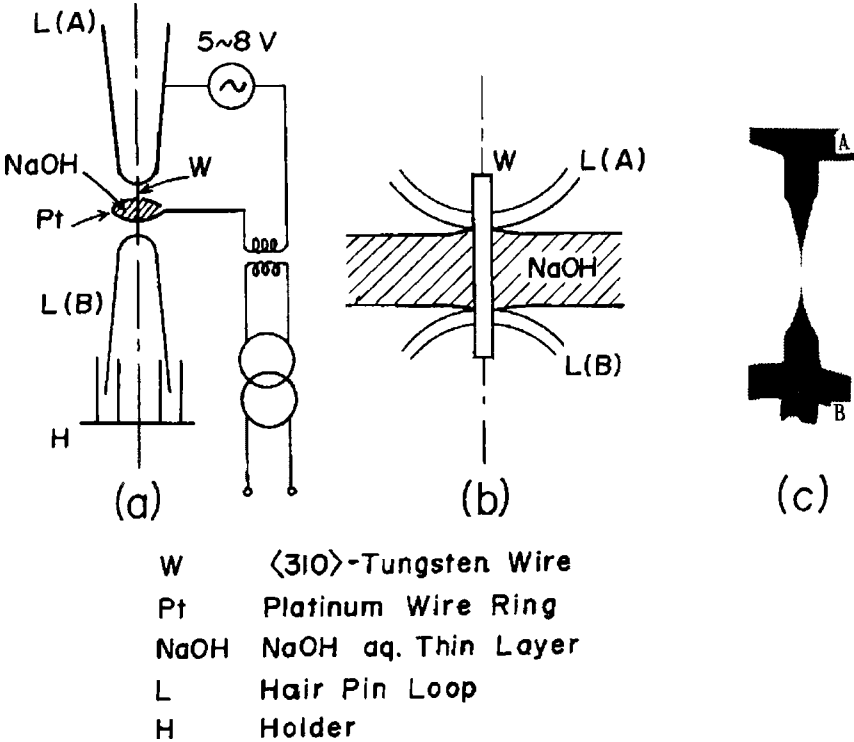 L(A)
5~8 V
NaOH
W
Pt
L(B)
H
(a)
W
L(A)
NaOH
L(B)
(b)
A
B
(c)
W ⟨310⟩-Tungsten Wire
Pt Platinum Wire Ring
NaOH NaOH aq. Thin Layer
L Hair Pin Loop
H Holder